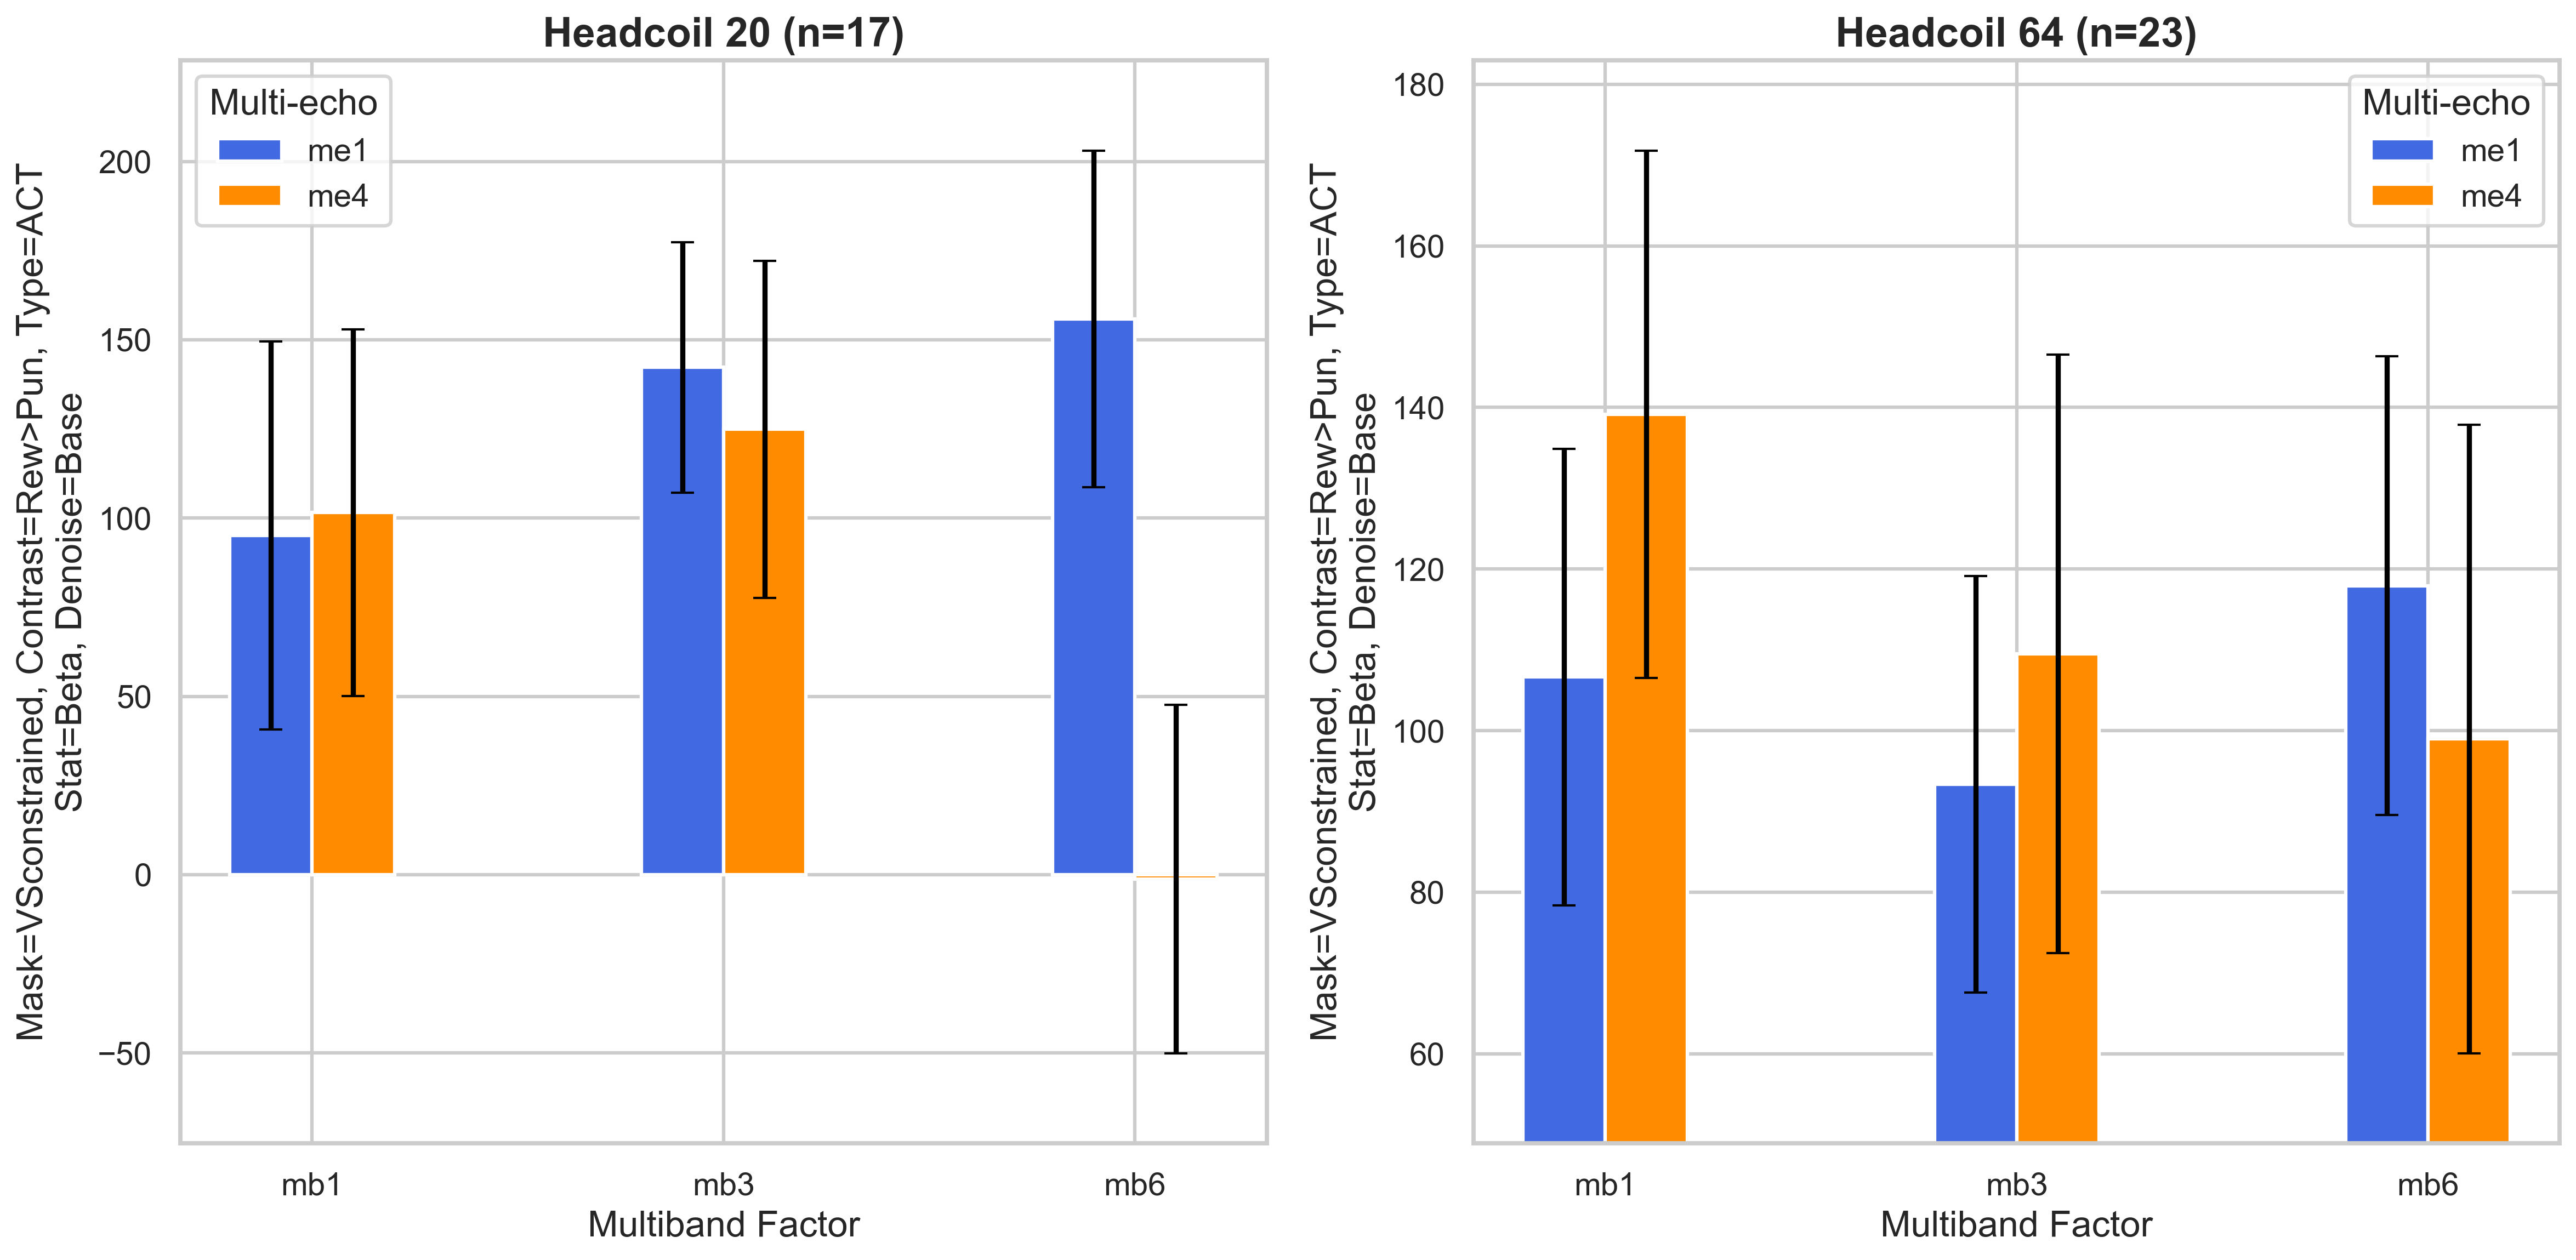 Headcoil 20 (n=17)
Mask=VSconstrained, Contrast=Rew>Pun, Type=ACT
Stat=Beta, Denoise=Base
200
150
100
50
0
−50
Multi-echo
me1
me4
mb1
mb3
mb6
Multiband Factor
Headcoil 64 (n=23)
Mask=VSconstrained, Contrast=Rew>Pun, Type=ACT
Stat=Beta, Denoise=Base
180
160
140
120
100
80
60
Multi-echo
me1
me4
mb1
mb3
mb6
Multiband Factor